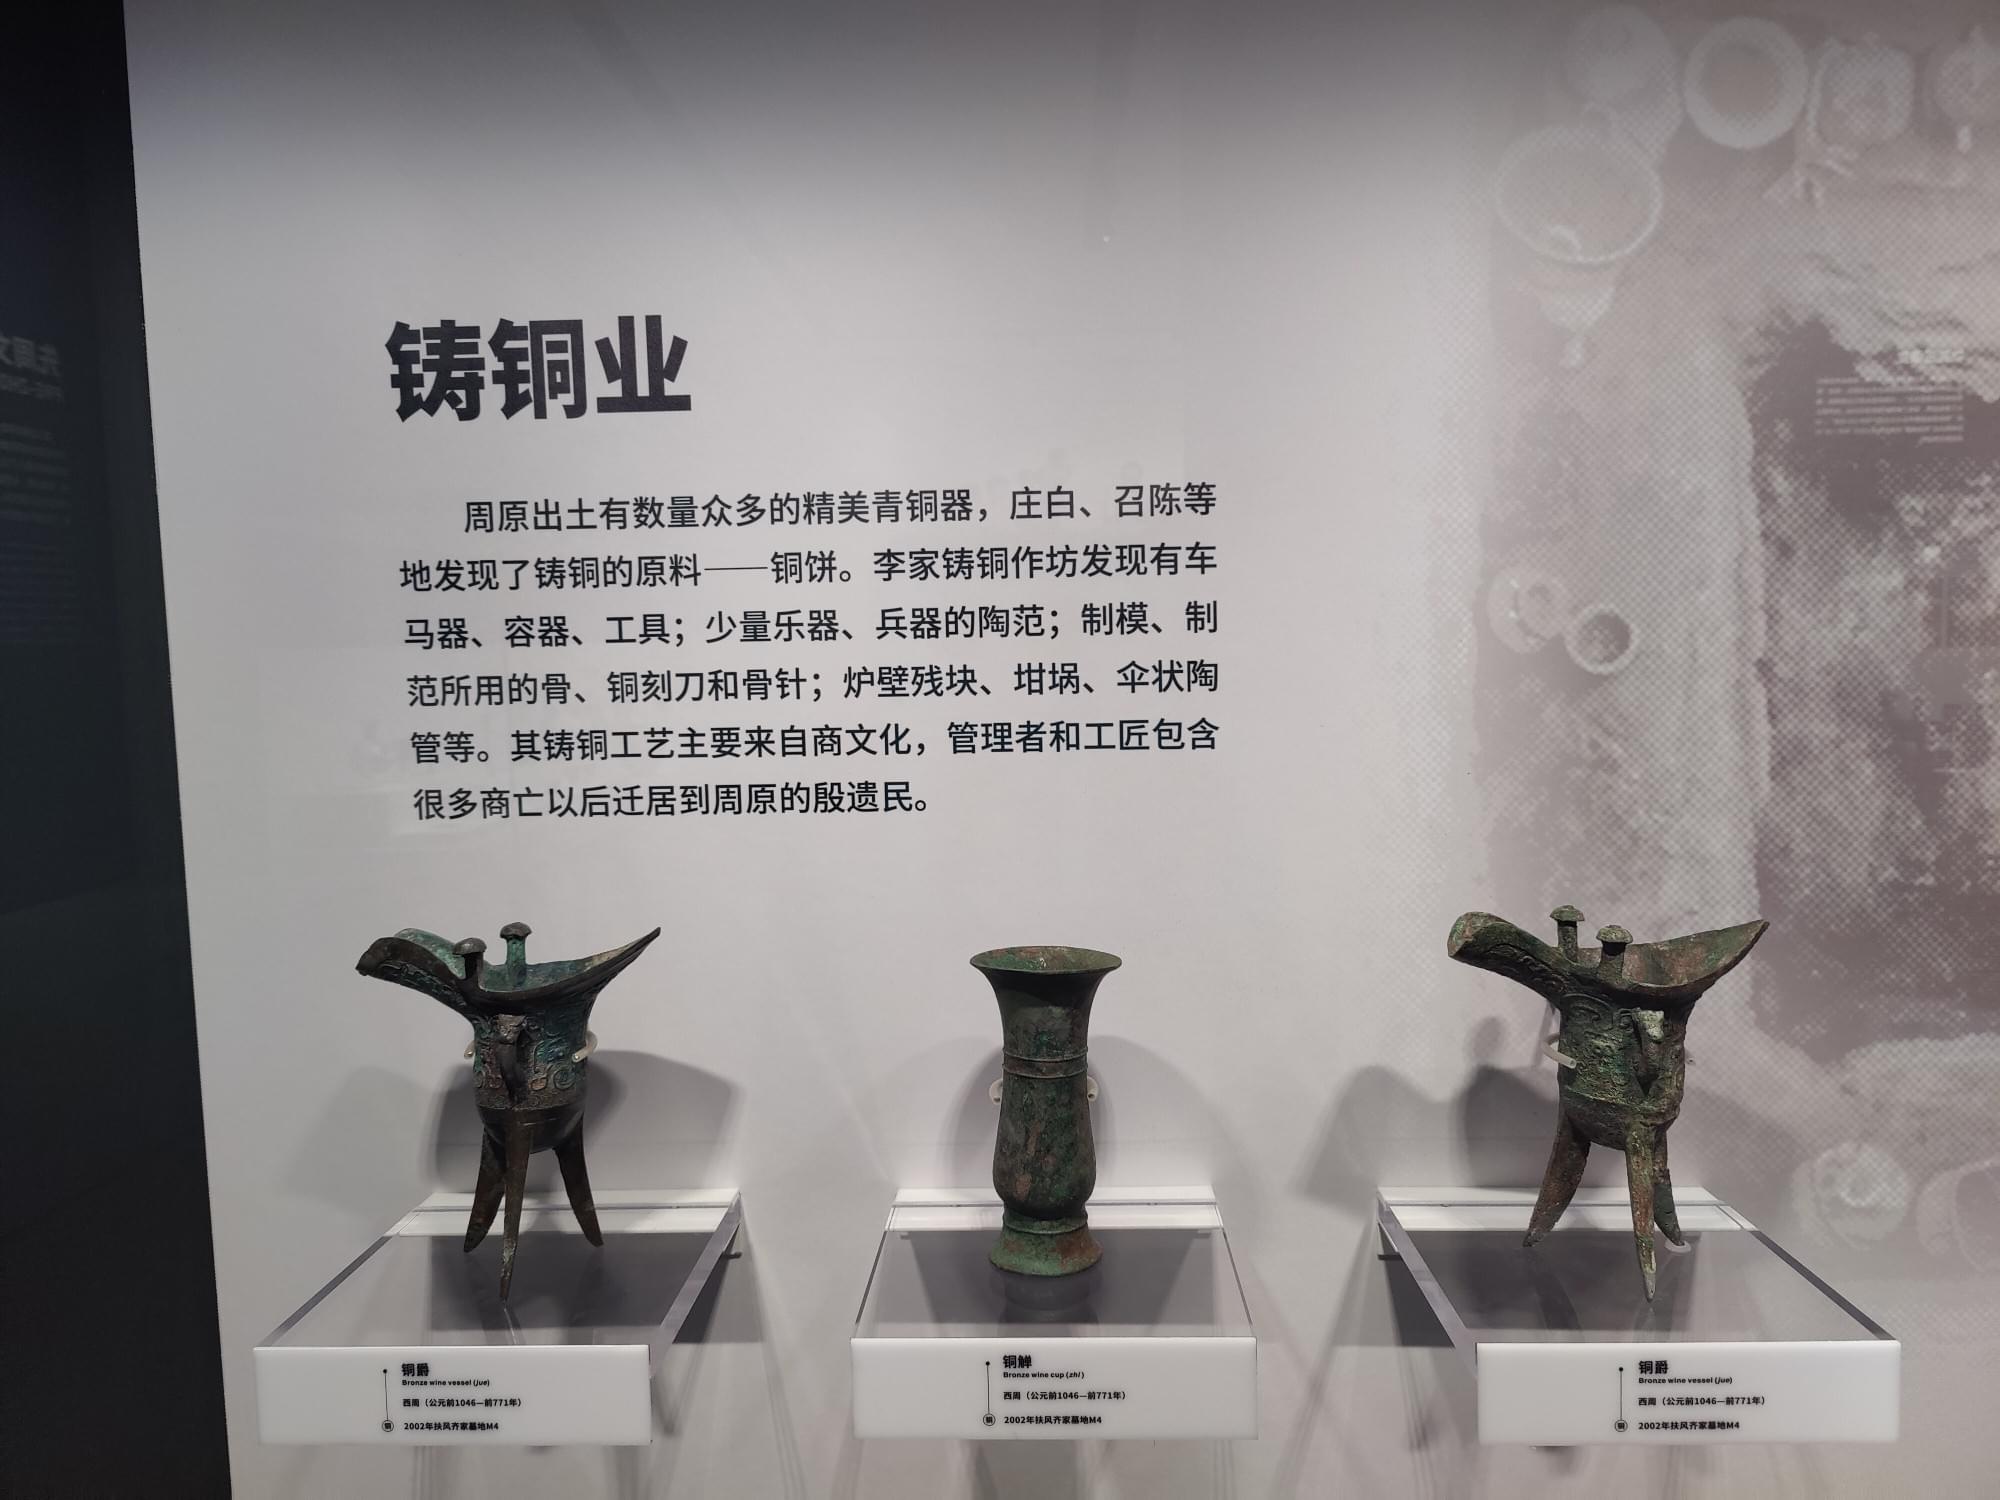 铸铜业
周原出土有数量众多的精美青铜器，庄白、召陈等
地发现了铸铜的原料——铜饼。李家铸铜作坊发现有车
马器、容器、工具；少量乐器、兵器的陶范；制模、制
范所用的骨、铜刻刀和骨针；炉壁残块、坩埚、伞状陶
管等。其铸铜工艺主要来自商文化，管理者和工匠包含
很多商亡以后迁居到周原的殷遗民。
铜爵
Bronze wine vessel (jue)
西周（公元前1046—前771年）
铜 2002年扶风齐家墓地M4
铜觯
Bronze wine cup (zhi)
西周（公元前1046—前771年）
铜 2002年扶风齐家墓地M4
铜爵
Bronze wine vessel (jue)
西周（公元前1046—前771年）
铜 2002年扶风齐家墓地M4